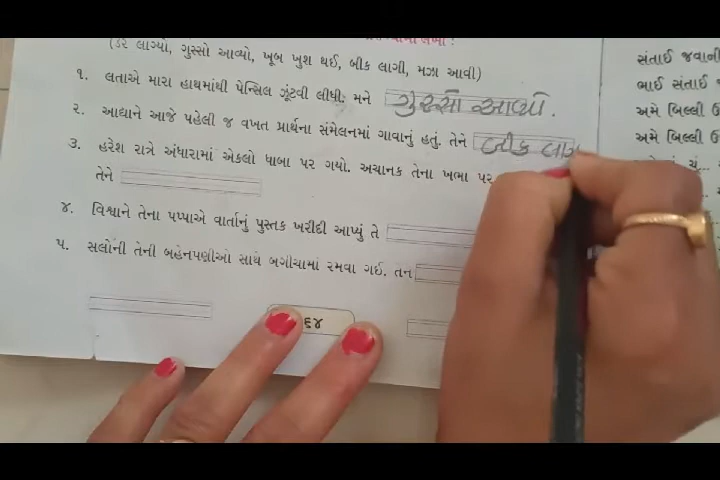 (ડર લાગ્યો, ગુસ્સો આવ્યો, ખૂબ ખુશ થઈ, બીક લાગી, મઝા આવી)
૧. લતાએ મારા હાથમાંથી પેન્સિલ ઝૂંટવી લીધી. મને ગુસ્સો આવ્યો.
૨. આદ્યાને આજે પહેલી જ વખત પ્રાર્થના સંમેલનમાં ગાવાનું હતું. તેને બીક લાગ
૩. હરેશ રાત્રે અંધારામાં એકલો ધાબા પર ગયો. અચાનક તેના ખભા પર
તેને
૪. વિશ્વાને તેના પપ્પાએ વાર્તાનું પુસ્તક ખરીદી આપ્યું તે
૫. સલોની તેની બહેનપણીઓ સાથે બગીચામાં રમવા ગઈ. તેને
૬૪
સંતાઈ જવાની
ભાઈ સંતાઈ
અમે બિલ્લી
અમે બિલ્લી